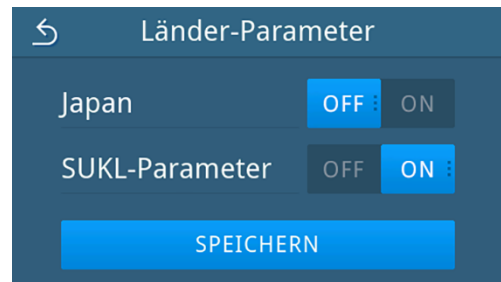 Länder-Parameter
Japan OFF ON
SUKL-Parameter OFF ON
SPEICHERN